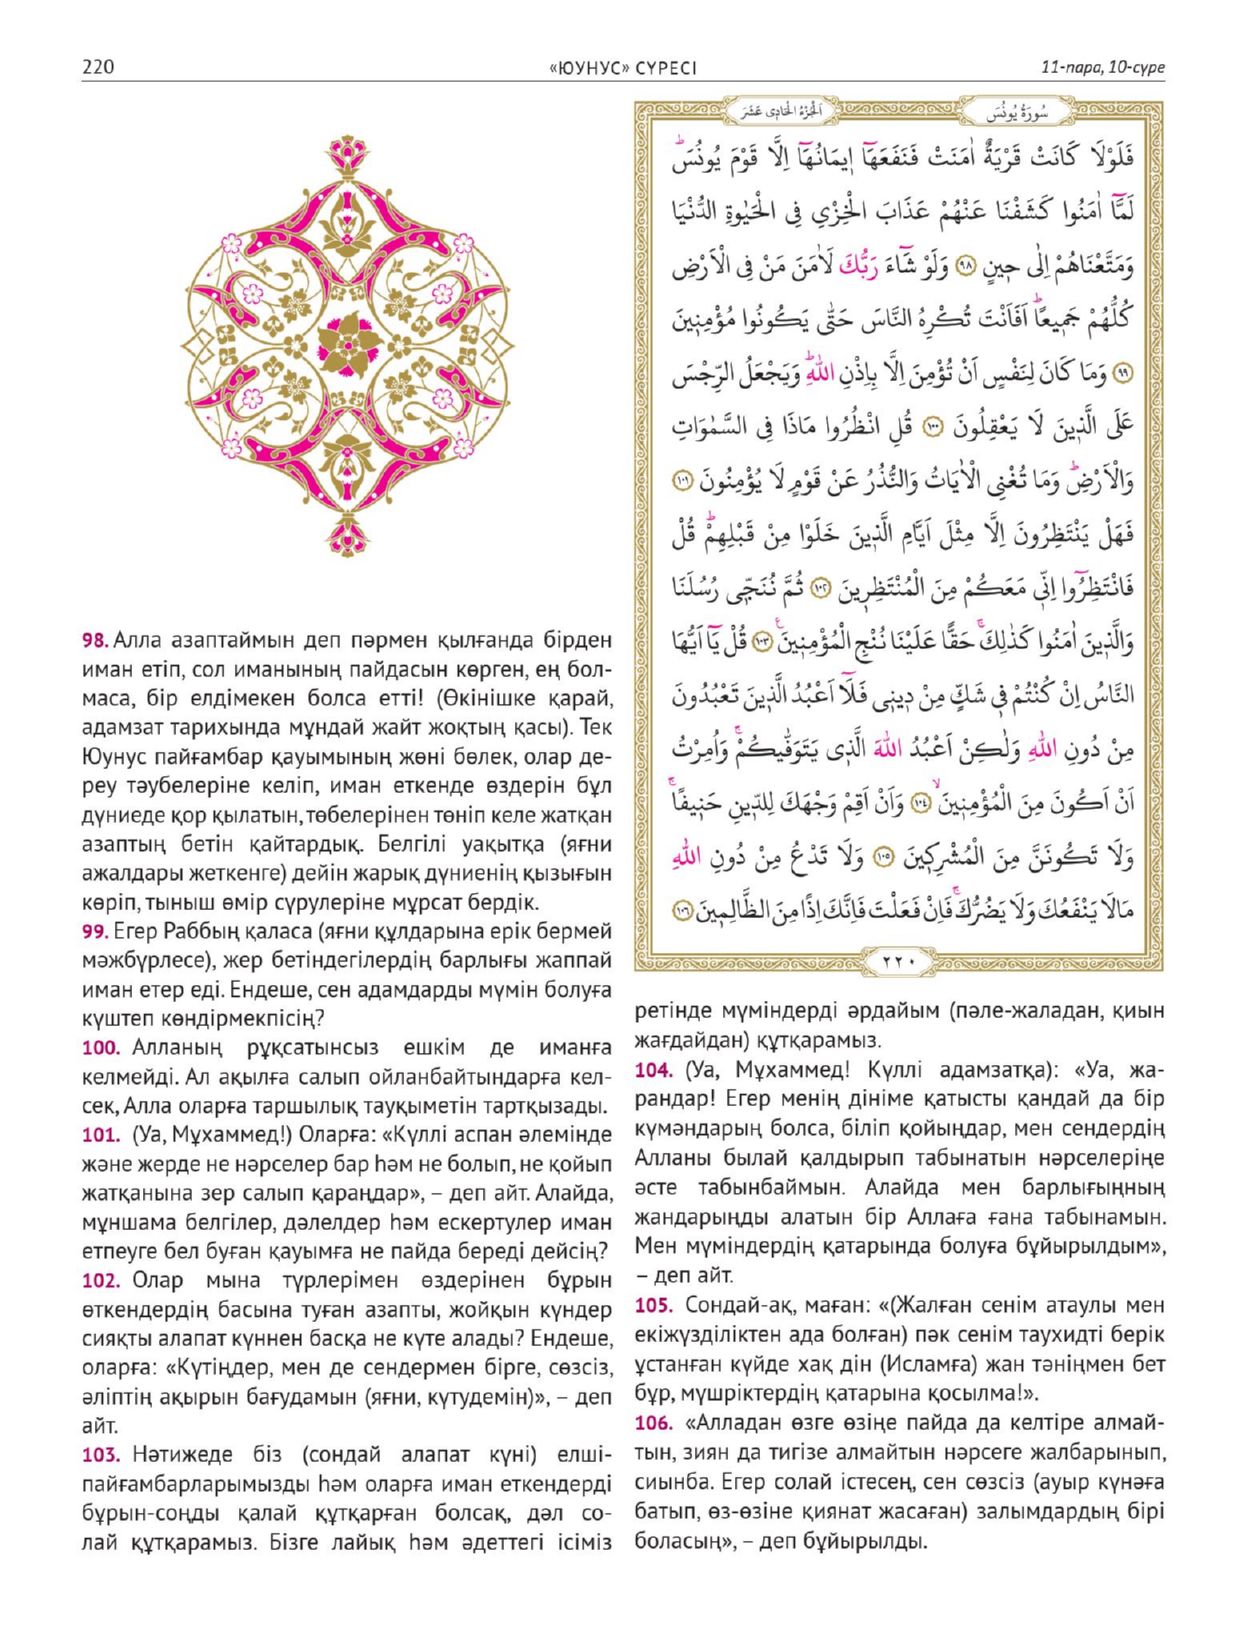 220
«ЮУНУС» СҮРЕСІ
11-пара, 10-сүре
98. Алла азаптаймын деп пәрмен қылғанда бірден
иман етіп, сол иманының пайдасын көрген, ең бол-
маса, бір елдімекен болса етті! (Өкінішке қарай,
адамзат тарихында мұндай жайт жоқтың қасы). Тек
Юунус пайғамбар қауымының жөні бөлек, олар де-
реу тәубелеріне келіп, иман еткенде өздерін бұл
дүниеде қор қылатын, төбелерінен төніп келе жатқан
азаптың бетін қайтардық. Белгілі уақытқа (яғни
ажалдары жеткенге) дейін жарық дүниенің қызығын
көріп, тыныш өмір сүрулеріне мұрсат бердік.
99. Егер Раббың қаласа (яғни құлдарына ерік бермей
мәжбүрлесе), жер бетіндегілердің барлығы жаппай
иман етер еді. Ендеше, сен адамдарды мүмін болуға
күштеп көндірмекпісің?
100. Алланың рұқсатынсыз ешкім де иманға
келмейді. Ал ақылға салып ойланбайтындарға кел-
сек, Алла оларға таршылық тауқыметін тартқызады.
101. (Уа, Мұхаммед!) Оларға: «Күллі аспан әлемінде
және жерде не нәрселер бар һәм не болып, не қойып
жатқанына зер салып қараңдар», – деп айт. Алайда,
мұншама белгілер, дәлелдер һәм ескертулер иман
етпеуге бел буған қауымға не пайда береді дейсің?
102. Олар мына түрлерімен өздерінен бұрын
өткендердің басына туған азапты, жойқын күндер
сияқты алапат күннен басқа не күте алады? Ендеше,
оларға: «Күтіңдер, мен де сендермен бірге, сөзсіз,
әліптің ақырын бағудамын (яғни, күтудемін)», – деп
айт.
103. Нәтижеде біз (сондай алапат күні) елші-
пайғамбарларымызды һәм оларға иман еткендерді
бұрын-соңды қалай құтқарған болсақ, дәл со-
лай құтқарамыз. Бізге лайық һәм әдеттегі ісіміз
سُورَةُ يُونُسَ
اَلْجُزْءُ الْحَادِى عَشَرَ
فَلَوْلَا كَانَتْ قَرْيَةٌ اٰمَنَتْ فَنَفَعَهَٓا ا۪يمَانُهَٓا اِلَّا قَوْمَ يُونُسَۜ
لَمَّٓا اٰمَنُوا كَشَفْنَا عَنْهُمْ عَذَابَ الْخِزْيِ فِي الْحَيٰوةِ الدُّنْيَا
وَمَتَّعْنَاهُمْ اِلٰى ح۪ينٍ ﴿٩٨﴾ وَلَوْ شَٓاءَ رَبُّكَ لَاٰمَنَ مَنْ فِي الْاَرْضِ
كُلُّهُمْ جَم۪يعًاۜ اَفَاَنْتَ تُكْرِهُ النَّاسَ حَتّٰى يَكُونُوا مُؤْمِن۪ينَ
﴿٩٩﴾ وَمَا كَانَ لِنَفْسٍ اَنْ تُؤْمِنَ اِلَّا بِاِذْنِ اللّٰهِۜ وَيَجْعَلُ الرِّجْسَ
عَلَى الَّذ۪ينَ لَا يَعْقِلُونَ ﴿١٠٠﴾ قُلِ انْظُرُوا مَاذَا فِي السَّمٰوَاتِ
وَالْاَرْضِۜ وَمَا تُغْنِي الْاٰيَاتُ وَالنُّذُرُ عَنْ قَوْمٍ لَا يُؤْمِنُونَ ﴿١٠١﴾
فَهَلْ يَنْتَظِرُونَ اِلَّا مِثْلَ اَيَّامِ الَّذ۪ينَ خَلَوْا مِنْ قَبْلِهِمْۜ قُلْ
فَانْتَظِرُٓوا اِنّ۪ي مَعَكُمْ مِنَ الْمُنْتَظِر۪ينَ ﴿١٠٢﴾ ثُمَّ نُنَجّ۪ي رُسُلَنَا
وَالَّذ۪ينَ اٰمَنُوا كَذٰلِكَۚ حَقًّا عَلَيْنَا نُنْجِ الْمُؤْمِن۪ينَ۟ ﴿١٠٣﴾ قُلْ يَٓا اَيُّهَا
النَّاسُ اِنْ كُنْتُمْ ف۪ي شَكٍّ مِنْ د۪ين۪ي فَلَٓا اَعْبُدُ الَّذ۪ينَ تَعْبُدُونَ
مِنْ دُونِ اللّٰهِ وَلٰكِنْ اَعْبُدُ اللّٰهَ الَّذ۪ي يَتَوَفّٰيكُمْۚ وَاُمِرْتُ
اَنْ اَكُونَ مِنَ الْمُؤْمِن۪ينَۙ ﴿١٠٤﴾ وَاَنْ اَقِمْ وَجْهَكَ لِلدّ۪ينِ حَن۪يفًاۚ
وَلَا تَكُونَنَّ مِنَ الْمُشْرِك۪ينَ ﴿١٠٥﴾ وَلَا تَدْعُ مِنْ دُونِ اللّٰهِ
مَالَا يَنْفَعُكَ وَلَا يَضُرُّكَۚ فَاِنْ فَعَلْتَ فَاِنَّكَ اِذًا مِنَ الظَّالِم۪ينَ ﴿١٠٦﴾
٢٢٠
ретінде мүміндерді әрдайым (пәле-жаладан, қиын
жағдайдан) құтқарамыз.
104. (Уа, Мұхаммед! Күллі адамзатқа): «Уа, жа-
рандар! Егер менің дініме қатысты қандай да бір
күмәндарың болса, біліп қойыңдар, мен сендердің
Алланы былай қалдырып табынатын нәрселеріңе
әсте табынбаймын. Алайда мен барлығыңның
жандарыңды алатын бір Аллаға ғана табынамын.
Мен мүміндердің қатарында болуға бұйырылдым»,
– деп айт.
105. Сондай-ақ, маған: «(Жалған сенім атаулы мен
екіжүзділіктен ада болған) пәк сенім таухидті берік
ұстанған күйде хақ дін (Исламға) жан тәніңмен бет
бұр, мүшріктердің қатарына қосылма!».
106. «Алладан өзге өзіңе пайда да келтіре алмай-
тын, зиян да тигізе алмайтын нәрсеге жалбарынып,
сиынба. Егер солай істесең, сен сөзсіз (ауыр күнәға
батып, өз-өзіне қиянат жасаған) залымдардың бірі
боласың», – деп бұйырылды.